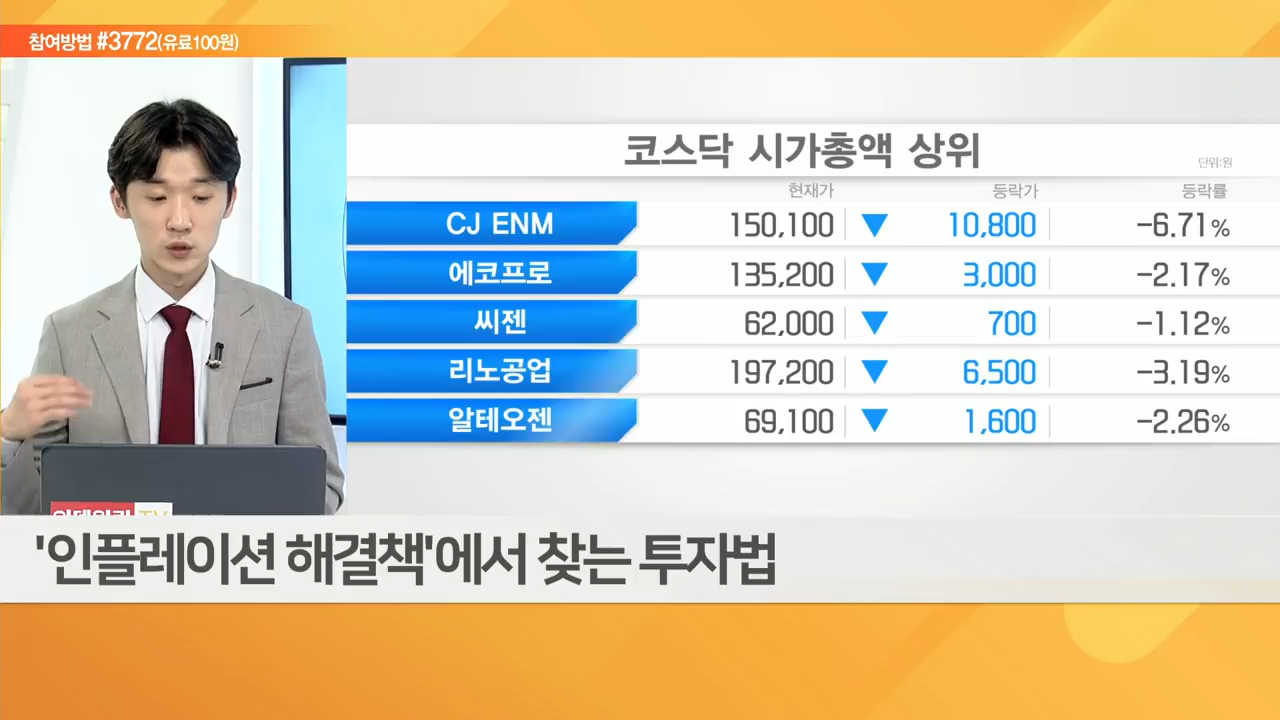 참여방법 #3772(유료100원)
코스닥 시가총액 상위
단위:원
현재가 등락가 등락률
CJ ENM 150,100 ▼ 10,800 -6.71%
에코프로 135,200 ▼ 3,000 -2.17%
씨젠 62,000 ▼ 700 -1.12%
리노공업 197,200 ▼ 6,500 -3.19%
알테오젠 69,100 ▼ 1,600 -2.26%
'인플레이션 해결책'에서 찾는 투자법